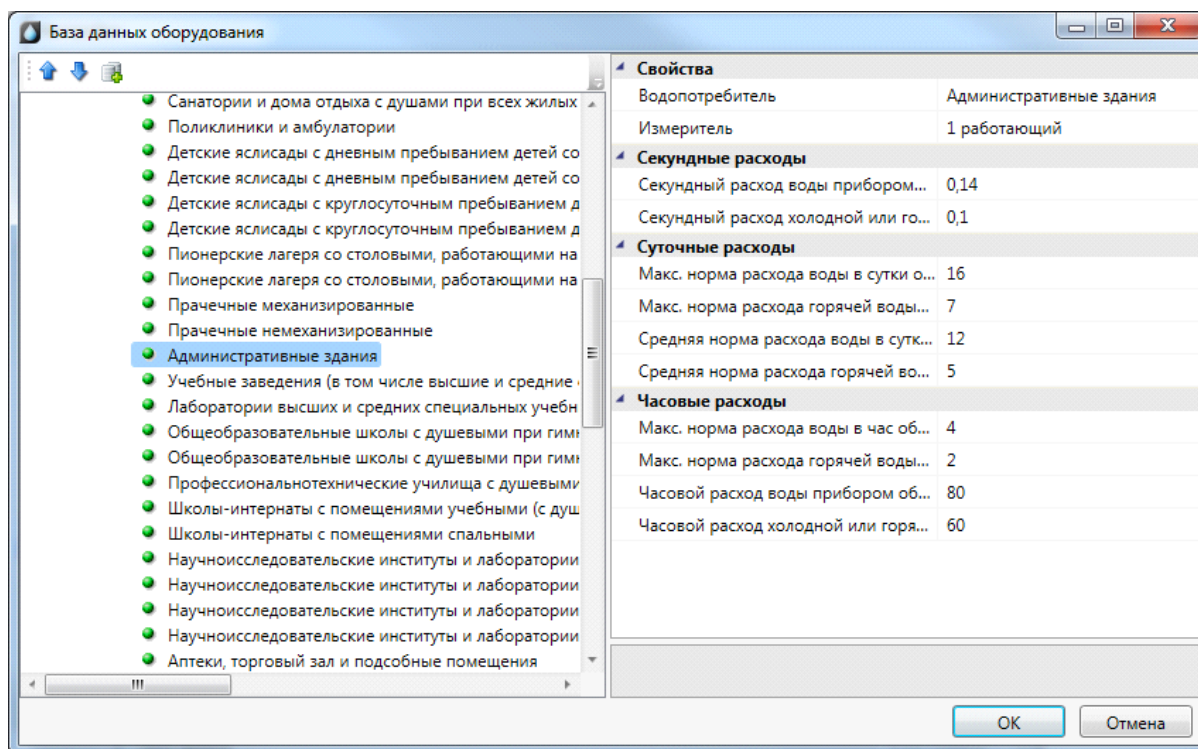 База данных оборудования
Санатории и дома отдыха с душами при всех жилых
Поликлиники и амбулатории
Детские яслисады с дневным пребыванием детей со
Детские яслисады с дневным пребыванием детей со
Детские яслисады с круглосуточным пребыванием д
Детские яслисады с круглосуточным пребыванием д
Пионерские лагеря со столовыми, работающими на
Пионерские лагеря со столовыми, работающими на
Прачечные механизированные
Прачечные немеханизированные
Административные здания
Учебные заведения (в том числе высшие и средние
Лаборатории высших и средних специальных учебн
Общеобразовательные школы с душевыми при гимн
Общеобразовательные школы с душевыми при гимн
Профессиональнотехнические училища с душевыми
Школы-интернаты с помещениями учебными (с душ
Школы-интернаты с помещениями спальными
Научноисследовательские институты и лаборатории
Научноисследовательские институты и лаборатории
Научноисследовательские институты и лаборатории
Научноисследовательские институты и лаборатории
Аптеки, торговый зал и подсобные помещения
Свойства
Водопотребитель Административные здания
Измеритель 1 работающий
Секундные расходы
Секундный расход воды прибором... 0,14
Секундный расход холодной или го... 0,1
Суточные расходы
Макс. норма расхода воды в сутки о... 16
Макс. норма расхода горячей воды... 7
Средняя норма расхода воды в сутк... 12
Средняя норма расхода горячей во... 5
Часовые расходы
Макс. норма расхода воды в час об... 4
Макс. норма расхода горячей воды... 2
Часовой расход воды прибором об... 80
Часовой расход холодной или горя... 60
OK Отмена